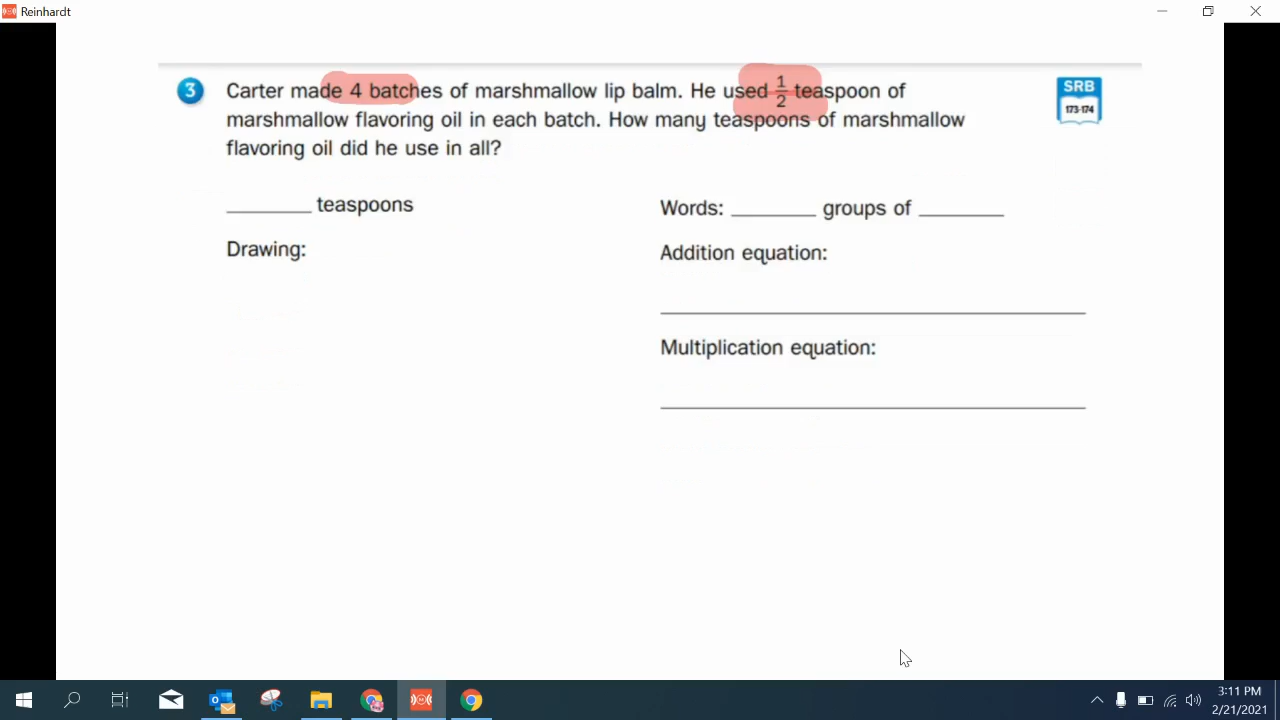 Reinhardt
3 Carter made 4 batches of marshmallow lip balm. He used 1/2 teaspoon of
marshmallow flavoring oil in each batch. How many teaspoons of marshmallow
flavoring oil did he use in all?
SRB
173-174
________ teaspoons
Words: ________ groups of ________
Drawing:
Addition equation:
Multiplication equation:
3:11 PM
2/21/2021